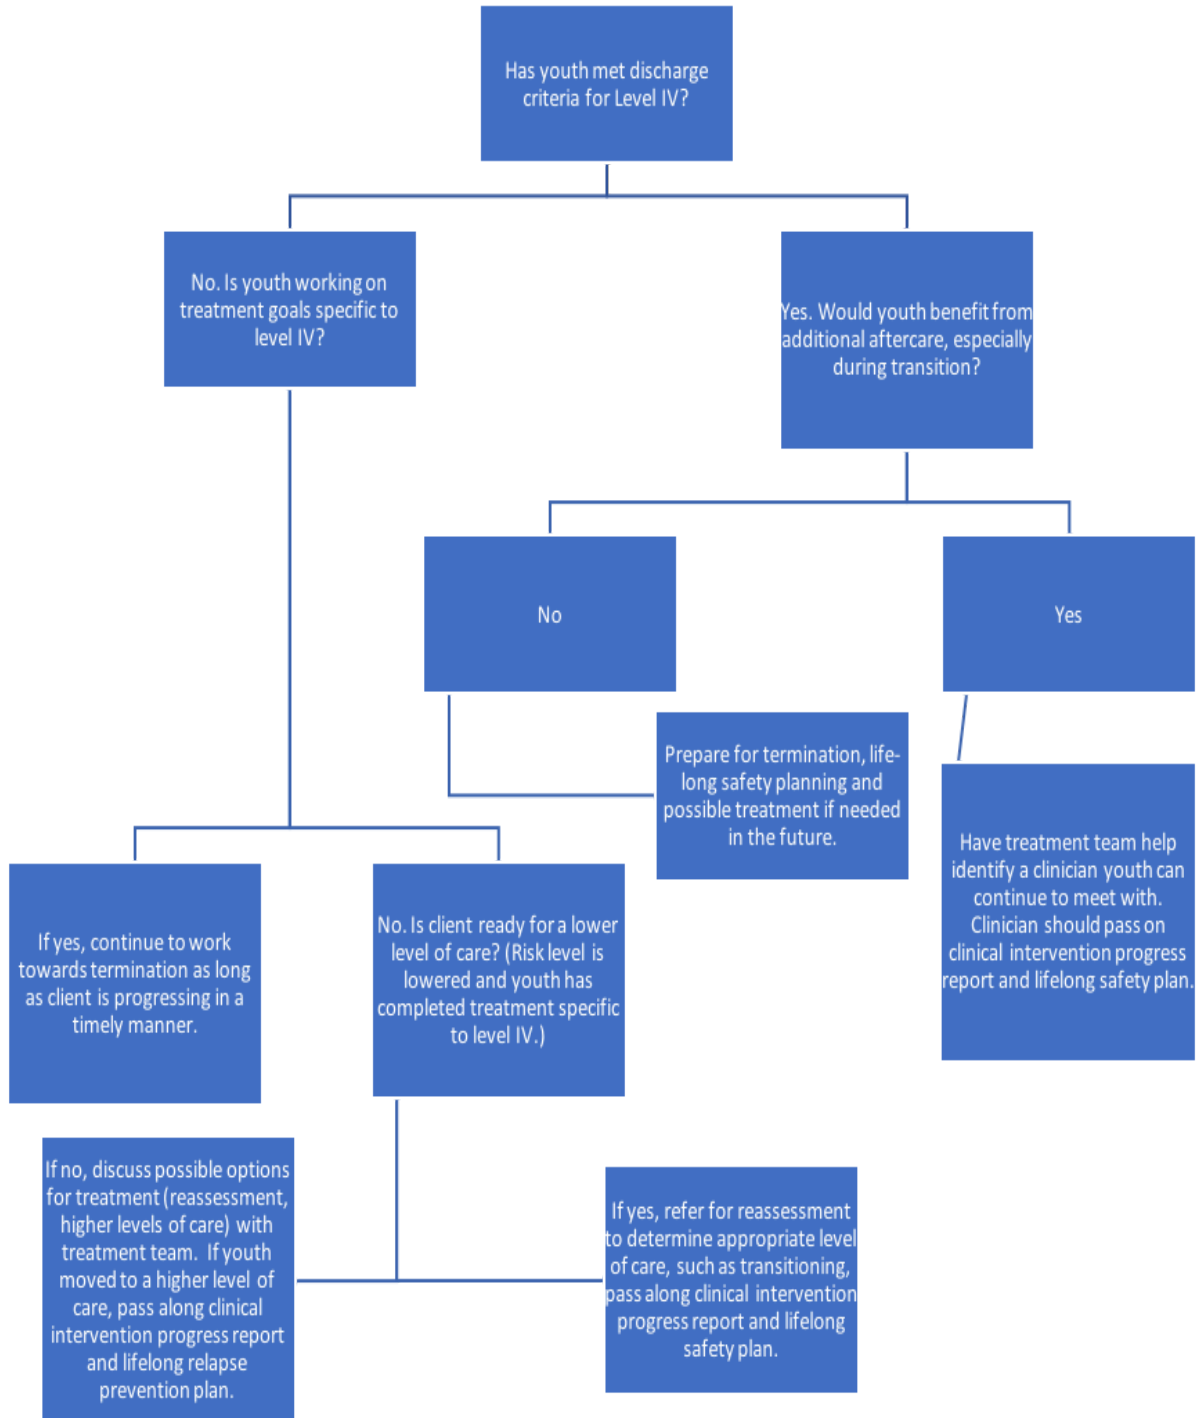 Has youth met discharge
criteria for Level IV?
No. Is youth working on
treatment goals specific to
level IV?
Yes. Would youth benefit from
additional aftercare, especially
during transition?
No
Yes
Prepare for termination, life-
long safety planning and
possible treatment if needed
in the future.
Have treatment team help
identify a clinician youth can
continue to meet with.
Clinician should pass on
clinical intervention progress
report and lifelong safety plan.
If yes, continue to work
towards termination as long
as client is progressing in a
timely manner.
No. Is client ready for a lower
level of care? (Risk level is
lowered and youth has
completed treatment specific
to level IV.)
If no, discuss possible options
for treatment (reassessment,
higher levels of care) with
treatment team. If youth
moved to a higher level of
care, pass along clinical
intervention progress report
and lifelong relapse
prevention plan.
If yes, refer for reassessment
to determine appropriate level
of care, such as transitioning,
pass along clinical intervention
progress report and lifelong
safety plan.